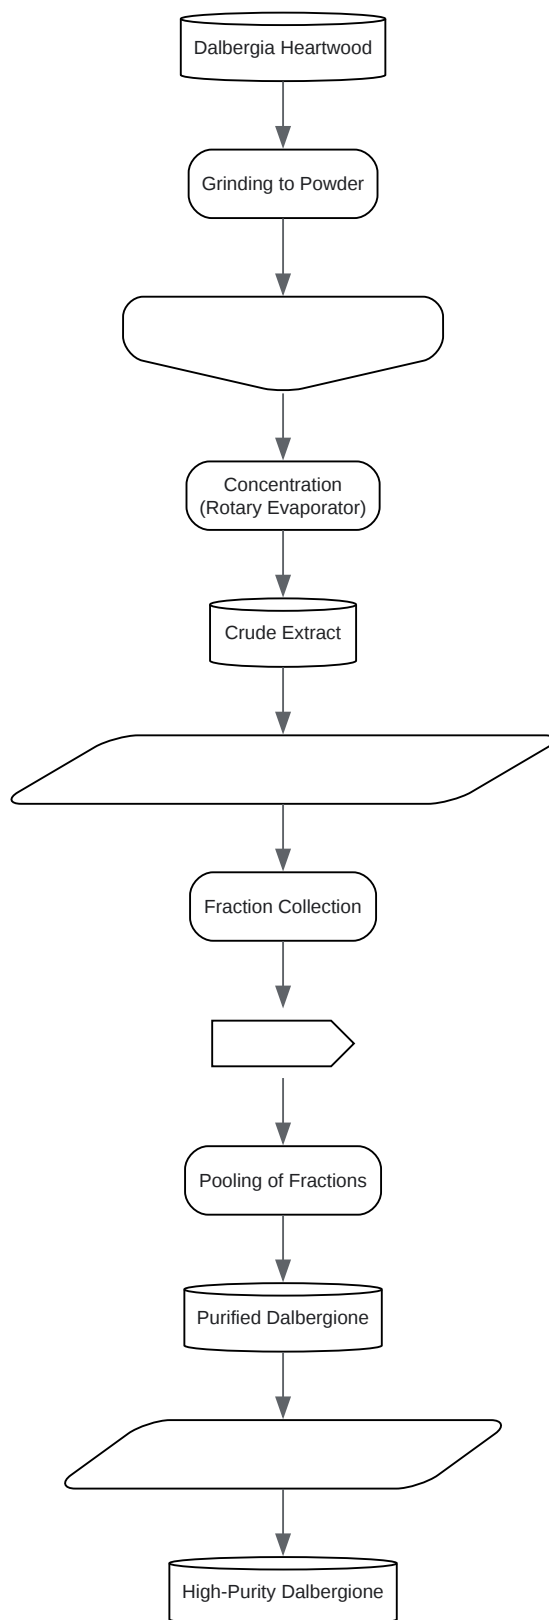 Dalbergia Heartwood
Grinding to Powder
Concentration
(Rotary Evaporator)
Crude Extract
Fraction Collection
Pooling of Fractions
Purified Dalbergione
High-Purity Dalbergione